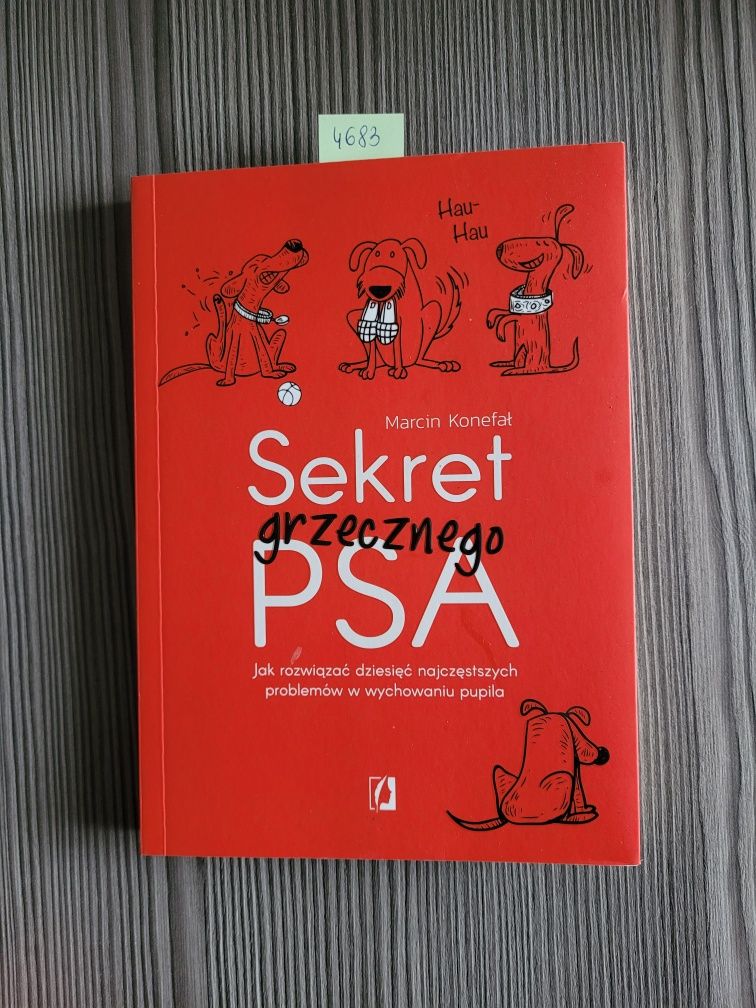 4683
Hau-
Hau
Marcin Konefał
Sekret
grzecznego
PSA
Jak rozwiązać dziesięć najczęstszych
problemów w wychowaniu pupila